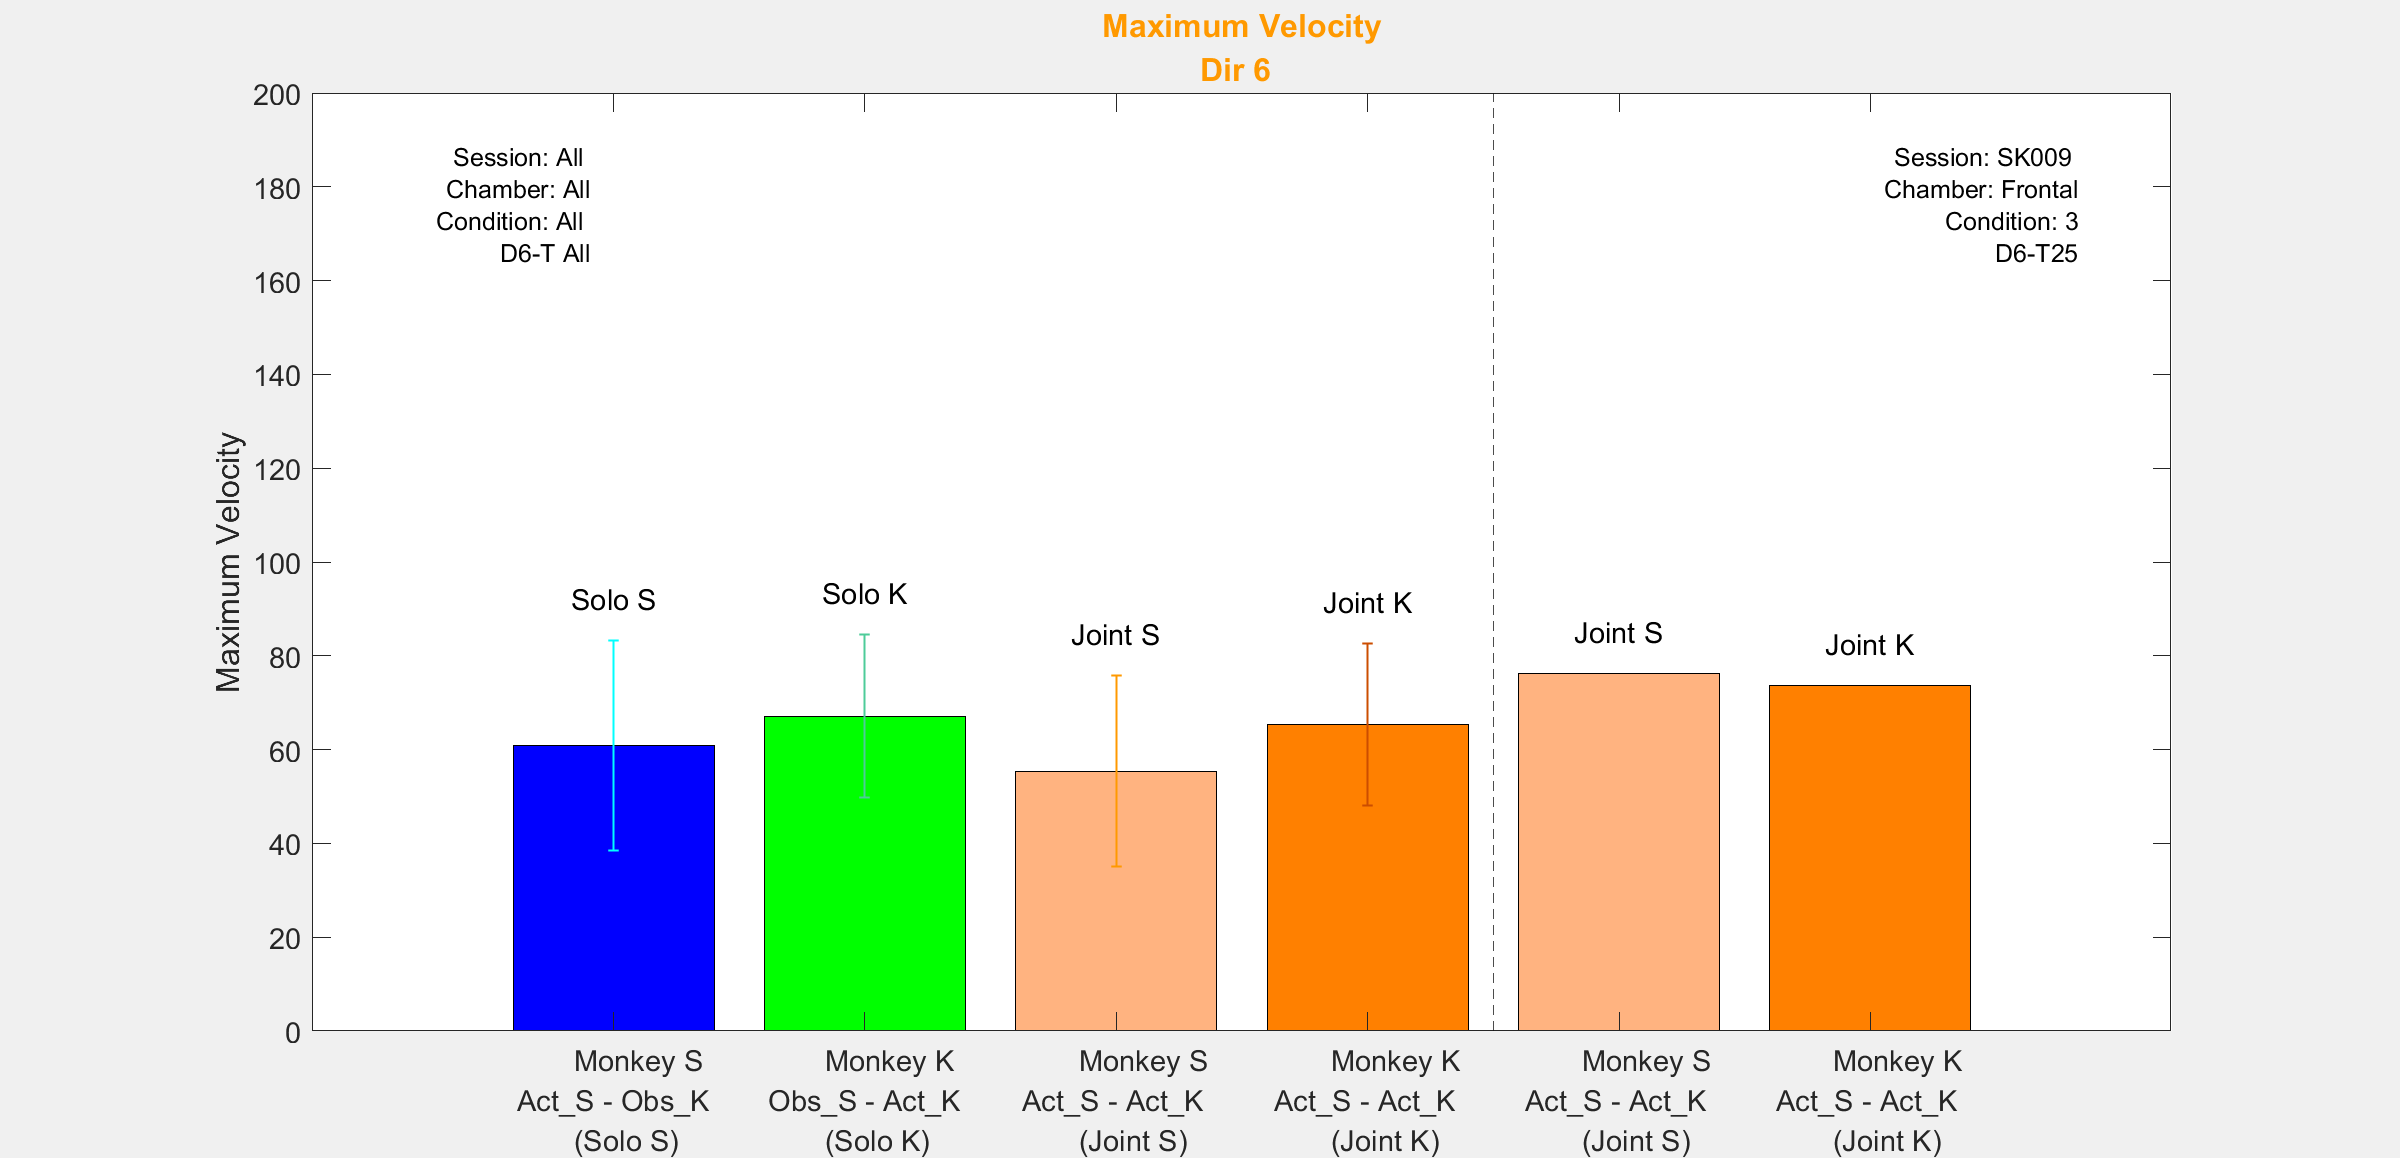 Maximum Velocity
Dir 6
Session: All
Chamber: All
Condition: All
D6-T All
Session: SK009
Chamber: Frontal
Condition: 3
D6-T25
Maximum Velocity
200
180
160
140
120
100
80
60
40
20
0
Solo S
Solo K
Joint S
Joint K
Joint S
Joint K
Monkey S
Act_S - Obs_K
(Solo S)
Monkey K
Obs_S - Act_K
(Solo K)
Monkey S
Act_S - Act_K
(Joint S)
Monkey K
Act_S - Act_K
(Joint K)
Monkey S
Act_S - Act_K
(Joint S)
Monkey K
Act_S - Act_K
(Joint K)